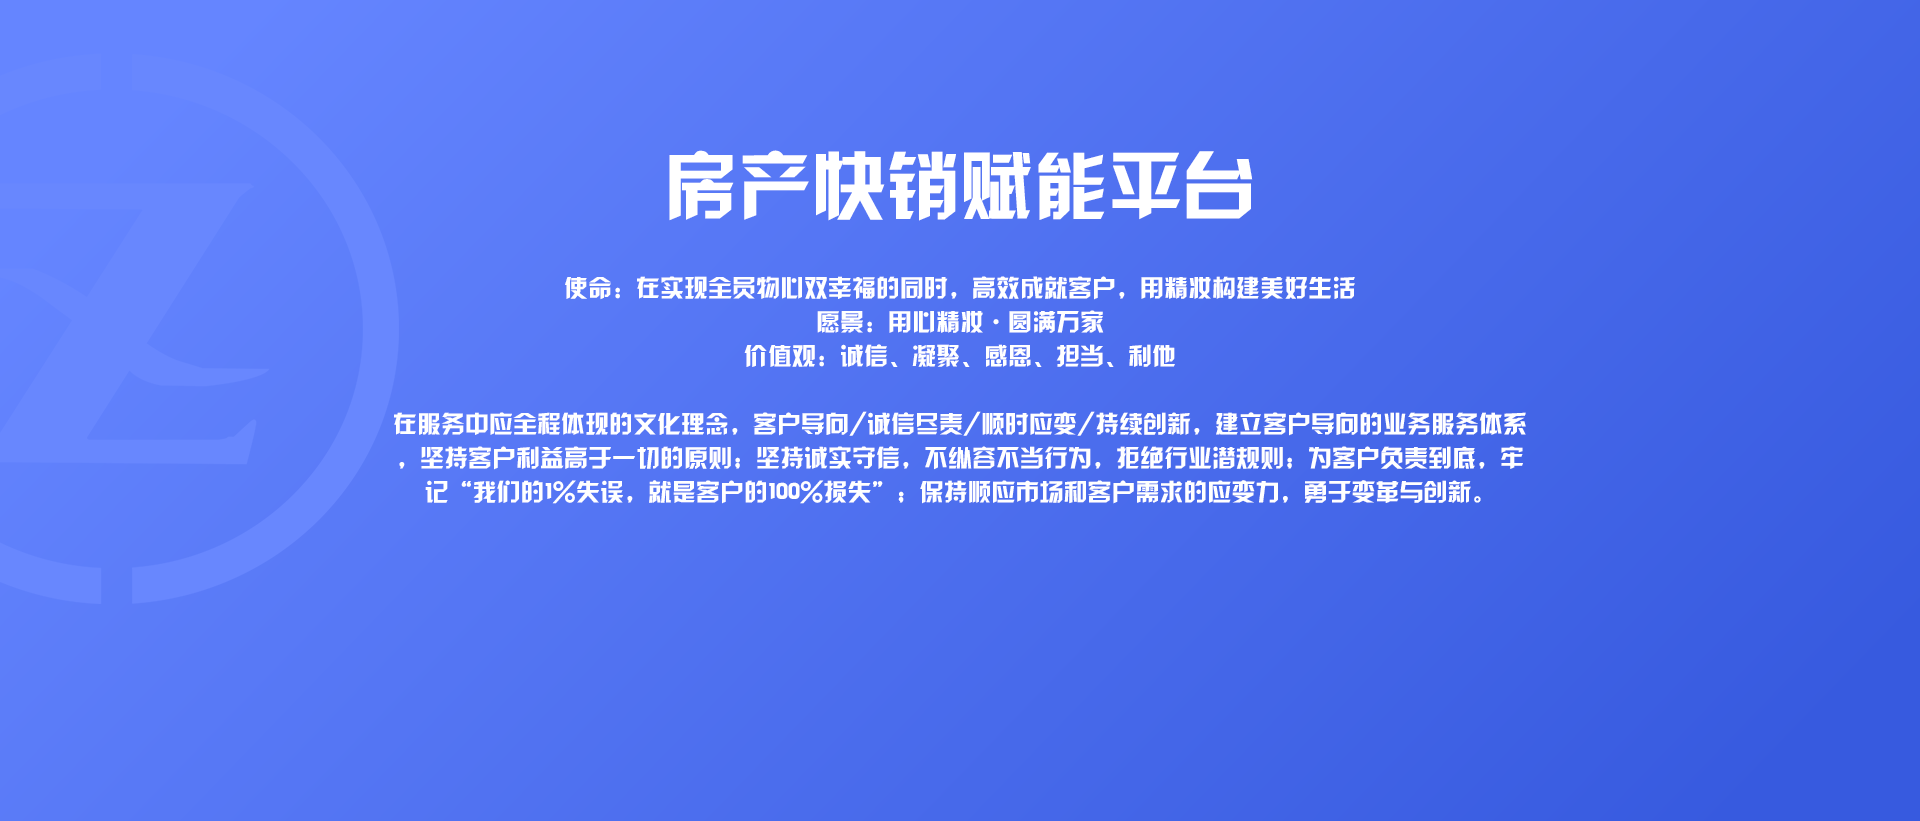 房产快销赋能平台
使命：在实现全员物心双幸福的同时，高效成就客户，用精妆构建美好生活
愿景：用心精妆·圆满万家
价值观：诚信、凝聚、感恩、担当、利他
在服务中应全程体现的文化理念，客户导向/诚信尽责/顺时应变/持续创新，建立客户导向的业务服务体系
，坚持客户利益高于一切的原则；坚持诚实守信，不纵容不当行为，拒绝行业潜规则；为客户负责到底，牢
记“我们的1%失误，就是客户的100%损失”；保持顺应市场和客户需求的应变力，勇于变革与创新。